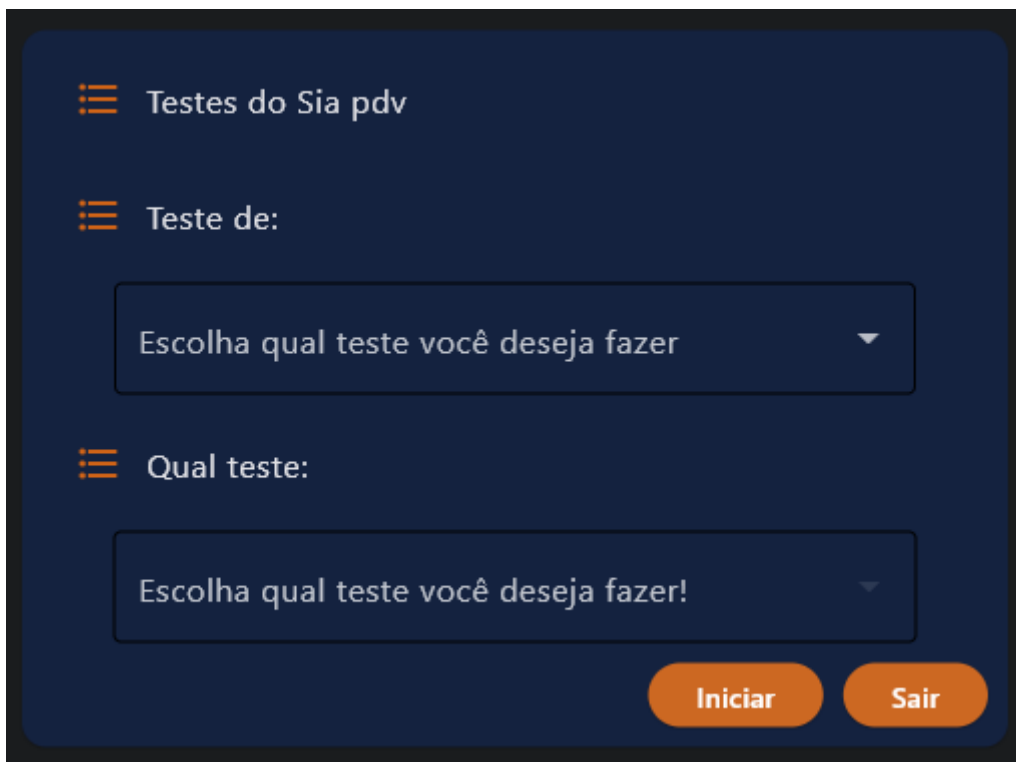 Testes do Sia pdv
Teste de:
Escolha qual teste você deseja fazer
Qual teste:
Escolha qual teste você deseja fazer!
Iniciar
Sair